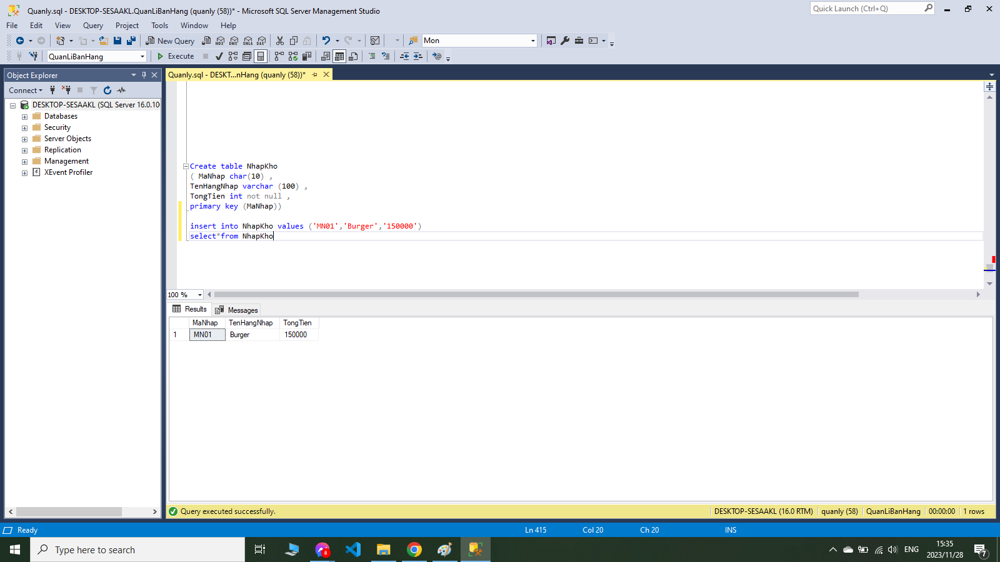 Quanly.sql - DESKTOP-SESAAKL.QuanLiBanHang (quanly (58))* - Microsoft SQL Server Management Studio
Quick Launch (Ctrl+Q)
File Edit View Query Project Tools Window Help
New Query MDX DMX XMLA DAX Mon
QuanLiBanHang Execute
Object Explorer
Quanly.sql - DESKT...nHang (quanly (58))*
Connect
DESKTOP-SESAAKL (SQL Server 16.0.10
Databases
Security
Server Objects
Replication
Management
XEvent Profiler
Create table NhapKho
( MaNhap char(10) ,
TenHangNhap varchar (100) ,
TongTien int not null ,
primary key (MaNhap))
insert into NhapKho values ('MN01','Burger','150000')
select*from NhapKho
100 %
Results Messages
MaNhap TenHangNhap TongTien
1 MN01 Burger 150000
Query executed successfully. DESKTOP-SESAAKL (16.0 RTM) quanly (58) QuanLiBanHang 00:00:00 1 rows
Ready Ln 415 Col 20 Ch 20 INS
Type here to search
8
ENG
15:35
2023/11/28
7